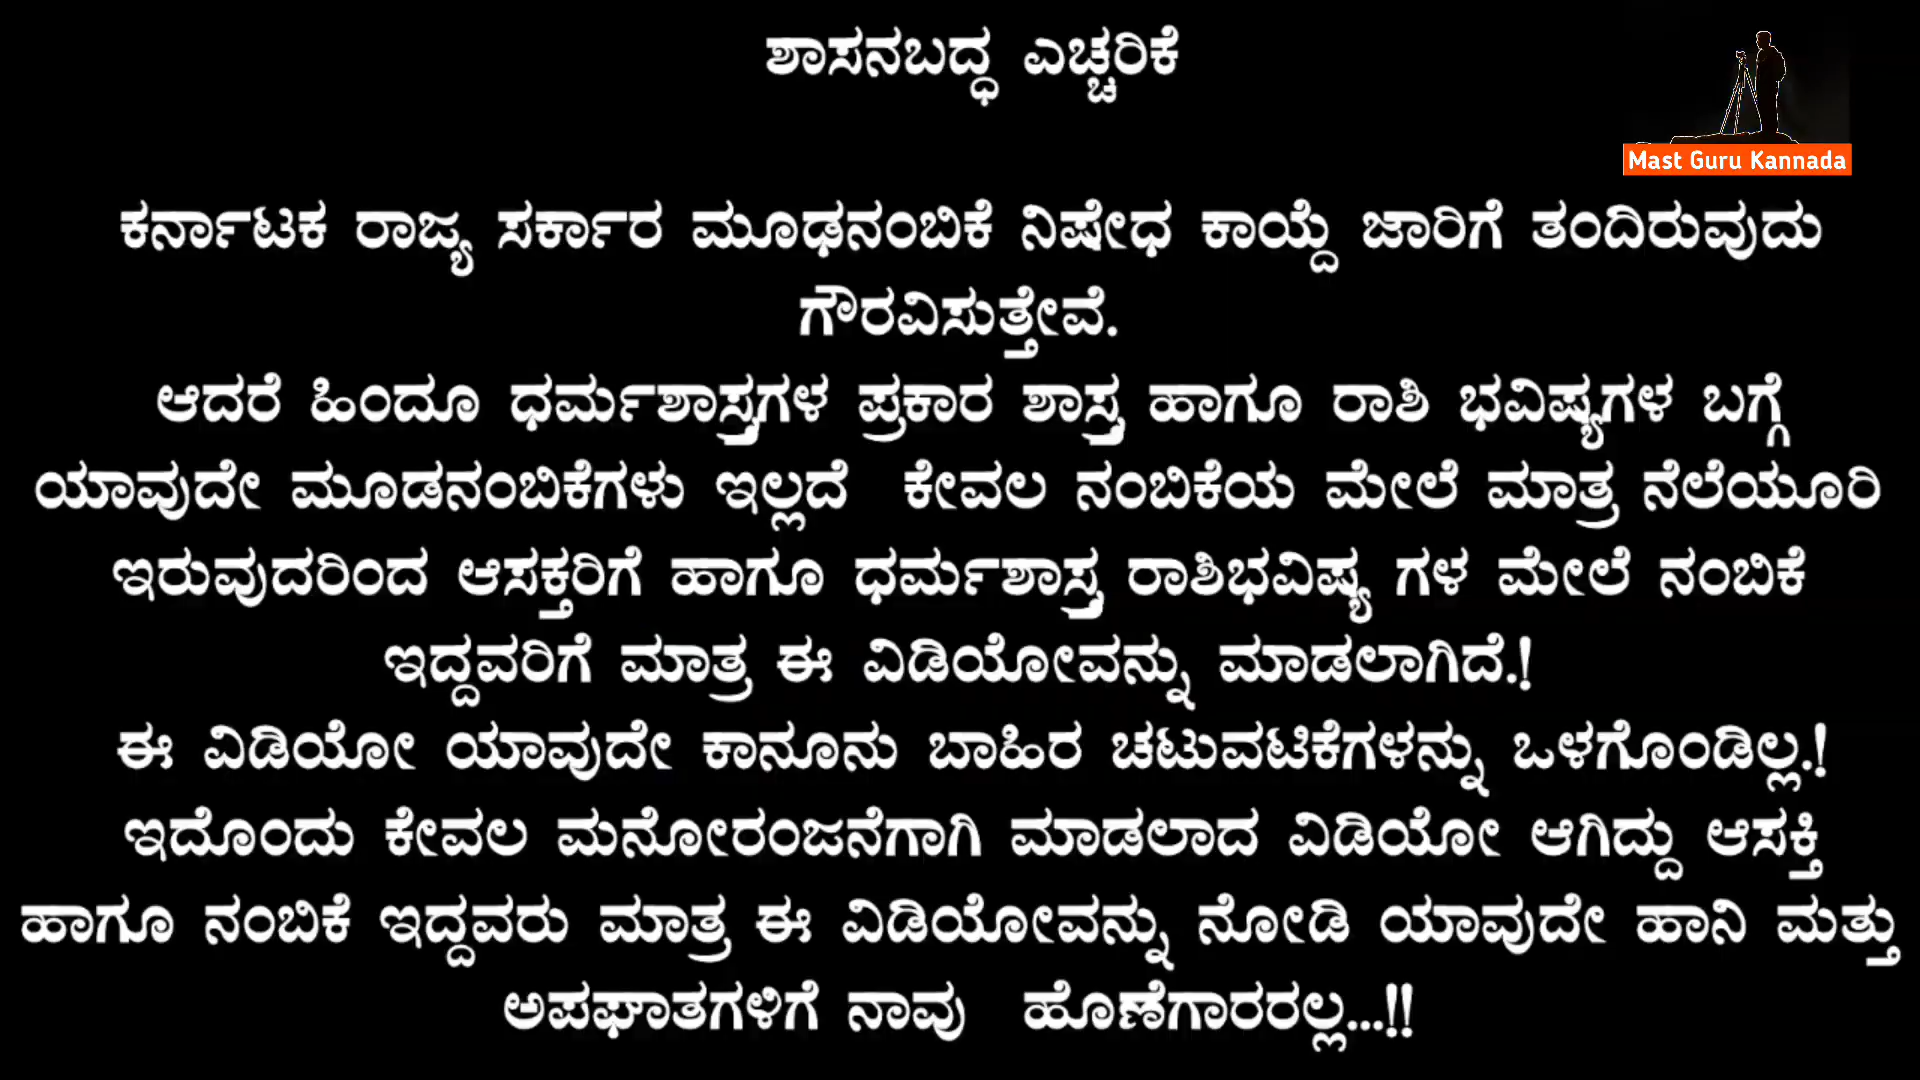 ಶಾಸನಬದ್ಧ ಎಚ್ಚರಿಕೆ
Mast Guru Kannada
ಕರ್ನಾಟಕ ರಾಜ್ಯ ಸರ್ಕಾರ ಮೂಢನಂಬಿಕೆ ನಿಷೇಧ ಕಾಯ್ದೆ ಜಾರಿಗೆ ತಂದಿರುವುದು
ಗೌರವಿಸುತ್ತೇವೆ.
ಆದರೆ ಹಿಂದೂ ಧರ್ಮಶಾಸ್ತ್ರಗಳ ಪ್ರಕಾರ ಶಾಸ್ತ್ರ ಹಾಗೂ ರಾಶಿ ಭವಿಷ್ಯಗಳ ಬಗ್ಗೆ
ಯಾವುದೇ ಮೂಡನಂಬಿಕೆಗಳು ಇಲ್ಲದೆ ಕೇವಲ ನಂಬಿಕೆಯ ಮೇಲೆ ಮಾತ್ರ ನೆಲೆಯೂರಿ
ಇರುವುದರಿಂದ ಆಸಕ್ತರಿಗೆ ಹಾಗೂ ಧರ್ಮಶಾಸ್ತ್ರ ರಾಶಿಭವಿಷ್ಯ ಗಳ ಮೇಲೆ ನಂಬಿಕೆ
ಇದ್ದವರಿಗೆ ಮಾತ್ರ ಈ ವಿಡಿಯೋವನ್ನು ಮಾಡಲಾಗಿದೆ.!
ಈ ವಿಡಿಯೋ ಯಾವುದೇ ಕಾನೂನು ಬಾಹಿರ ಚಟುವಟಿಕೆಗಳನ್ನು ಒಳಗೊಂಡಿಲ್ಲ.!
ಇದೊಂದು ಕೇವಲ ಮನೋರಂಜನೆಗಾಗಿ ಮಾಡಲಾದ ವಿಡಿಯೋ ಆಗಿದ್ದು ಆಸಕ್ತಿ
ಹಾಗೂ ನಂಬಿಕೆ ಇದ್ದವರು ಮಾತ್ರ ಈ ವಿಡಿಯೋವನ್ನು ನೋಡಿ ಯಾವುದೇ ಹಾನಿ ಮತ್ತು
ಅಪಘಾತಗಳಿಗೆ ನಾವು ಹೊಣೆಗಾರರಲ್ಲ...!!